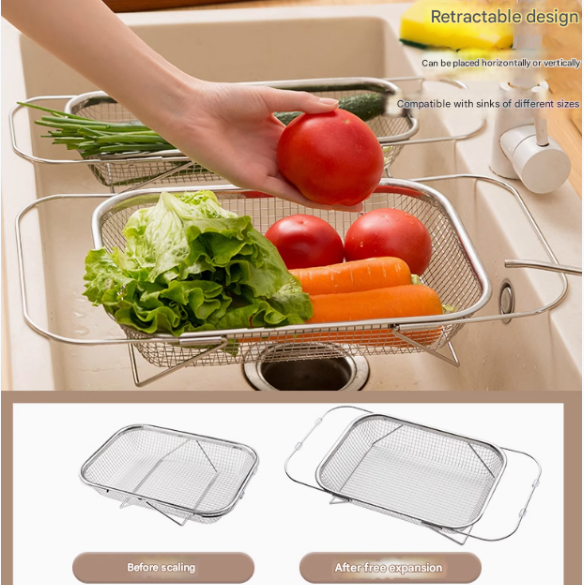 Retractable design
Can be placed horizontally or vertically
Compatible with sinks of different sizes
Before scaling
After free expansion